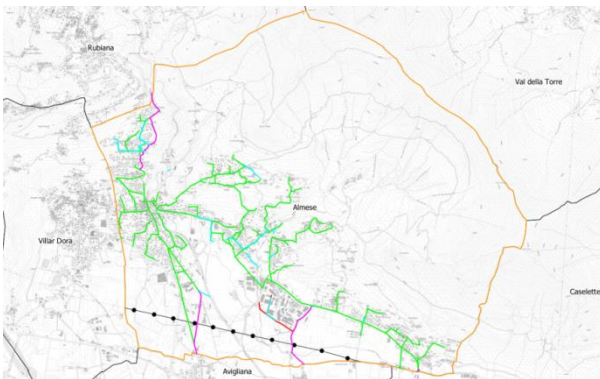 Rubiana
Val della Torre
Almese
Villar Dora
Caselette
Avigliana